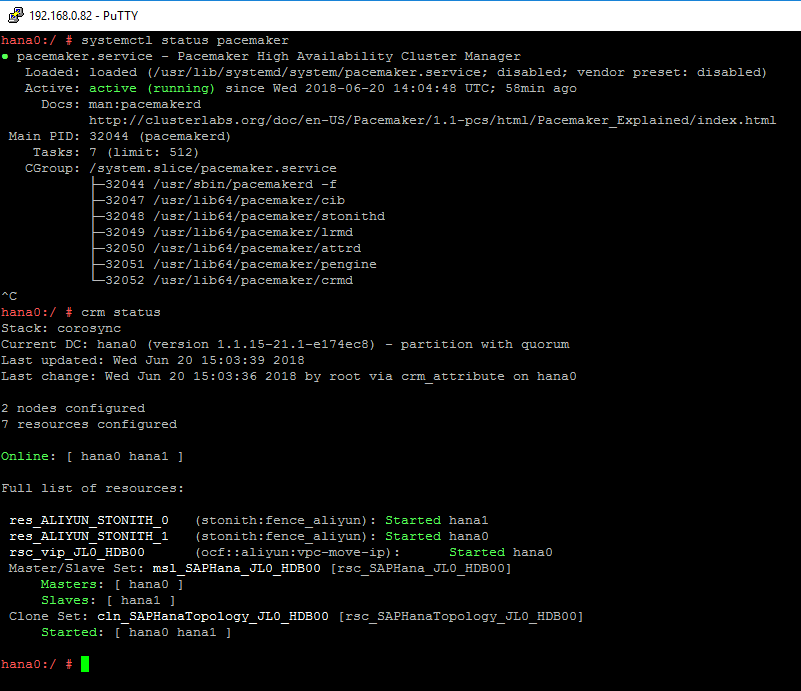 192.168.0.82 - PuTTY
hana0:/ # systemctl status pacemaker
● pacemaker.service - Pacemaker High Availability Cluster Manager
   Loaded: loaded (/usr/lib/systemd/system/pacemaker.service; disabled; vendor preset: disabled)
   Active: active (running) since Wed 2018-06-20 14:04:48 UTC; 58min ago
     Docs: man:pacemakerd
           http://clusterlabs.org/doc/en-US/Pacemaker/1.1-pcs/html/Pacemaker_Explained/index.html
 Main PID: 32044 (pacemakerd)
    Tasks: 7 (limit: 512)
   CGroup: /system.slice/pacemaker.service
           ├─32044 /usr/sbin/pacemakerd -f
           ├─32047 /usr/lib64/pacemaker/cib
           ├─32048 /usr/lib64/pacemaker/stonithd
           ├─32049 /usr/lib64/pacemaker/lrmd
           ├─32050 /usr/lib64/pacemaker/attrd
           ├─32051 /usr/lib64/pacemaker/pengine
           └─32052 /usr/lib64/pacemaker/crmd
^C
hana0:/ # crm status
Stack: corosync
Current DC: hana0 (version 1.1.15-21.1-e174ec8) - partition with quorum
Last updated: Wed Jun 20 15:03:39 2018
Last change: Wed Jun 20 15:03:36 2018 by root via crm_attribute on hana0
2 nodes configured
7 resources configured
Online: [ hana0 hana1 ]
Full list of resources:
 res_ALIYUN_STONITH_0   (stonith:fence_aliyun): Started hana1
 res_ALIYUN_STONITH_1   (stonith:fence_aliyun): Started hana0
 rsc_vip_JL0_HDB00      (ocf::aliyun:vpc-move-ip):      Started hana0
 Master/Slave Set: msl_SAPHana_JL0_HDB00 [rsc_SAPHana_JL0_HDB00]
     Masters: [ hana0 ]
     Slaves: [ hana1 ]
 Clone Set: cln_SAPHanaTopology_JL0_HDB00 [rsc_SAPHanaTopology_JL0_HDB00]
     Started: [ hana0 hana1 ]
hana0:/ #